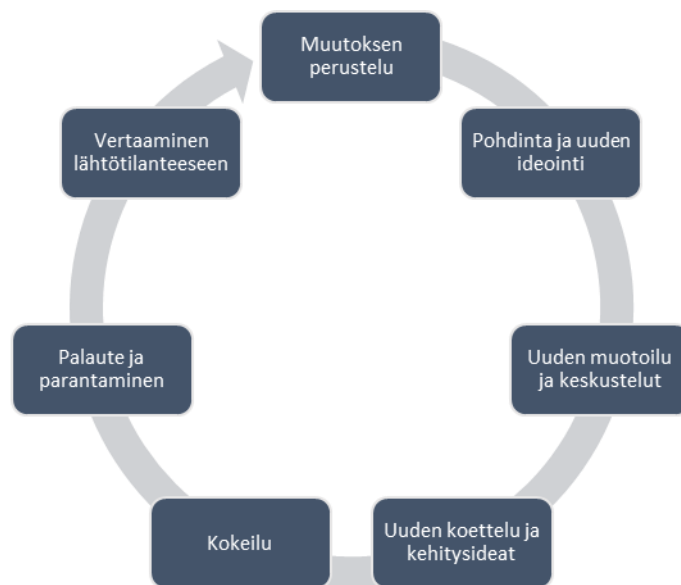 Muutoksen
perustelu
Pohdinta ja uuden
ideointi
Uuden muotoilu
ja keskustelut
Uuden koettelu ja
kehitysideat
Kokeilu
Palaute ja
parantaminen
Vertaaminen
lähtötilanteeseen